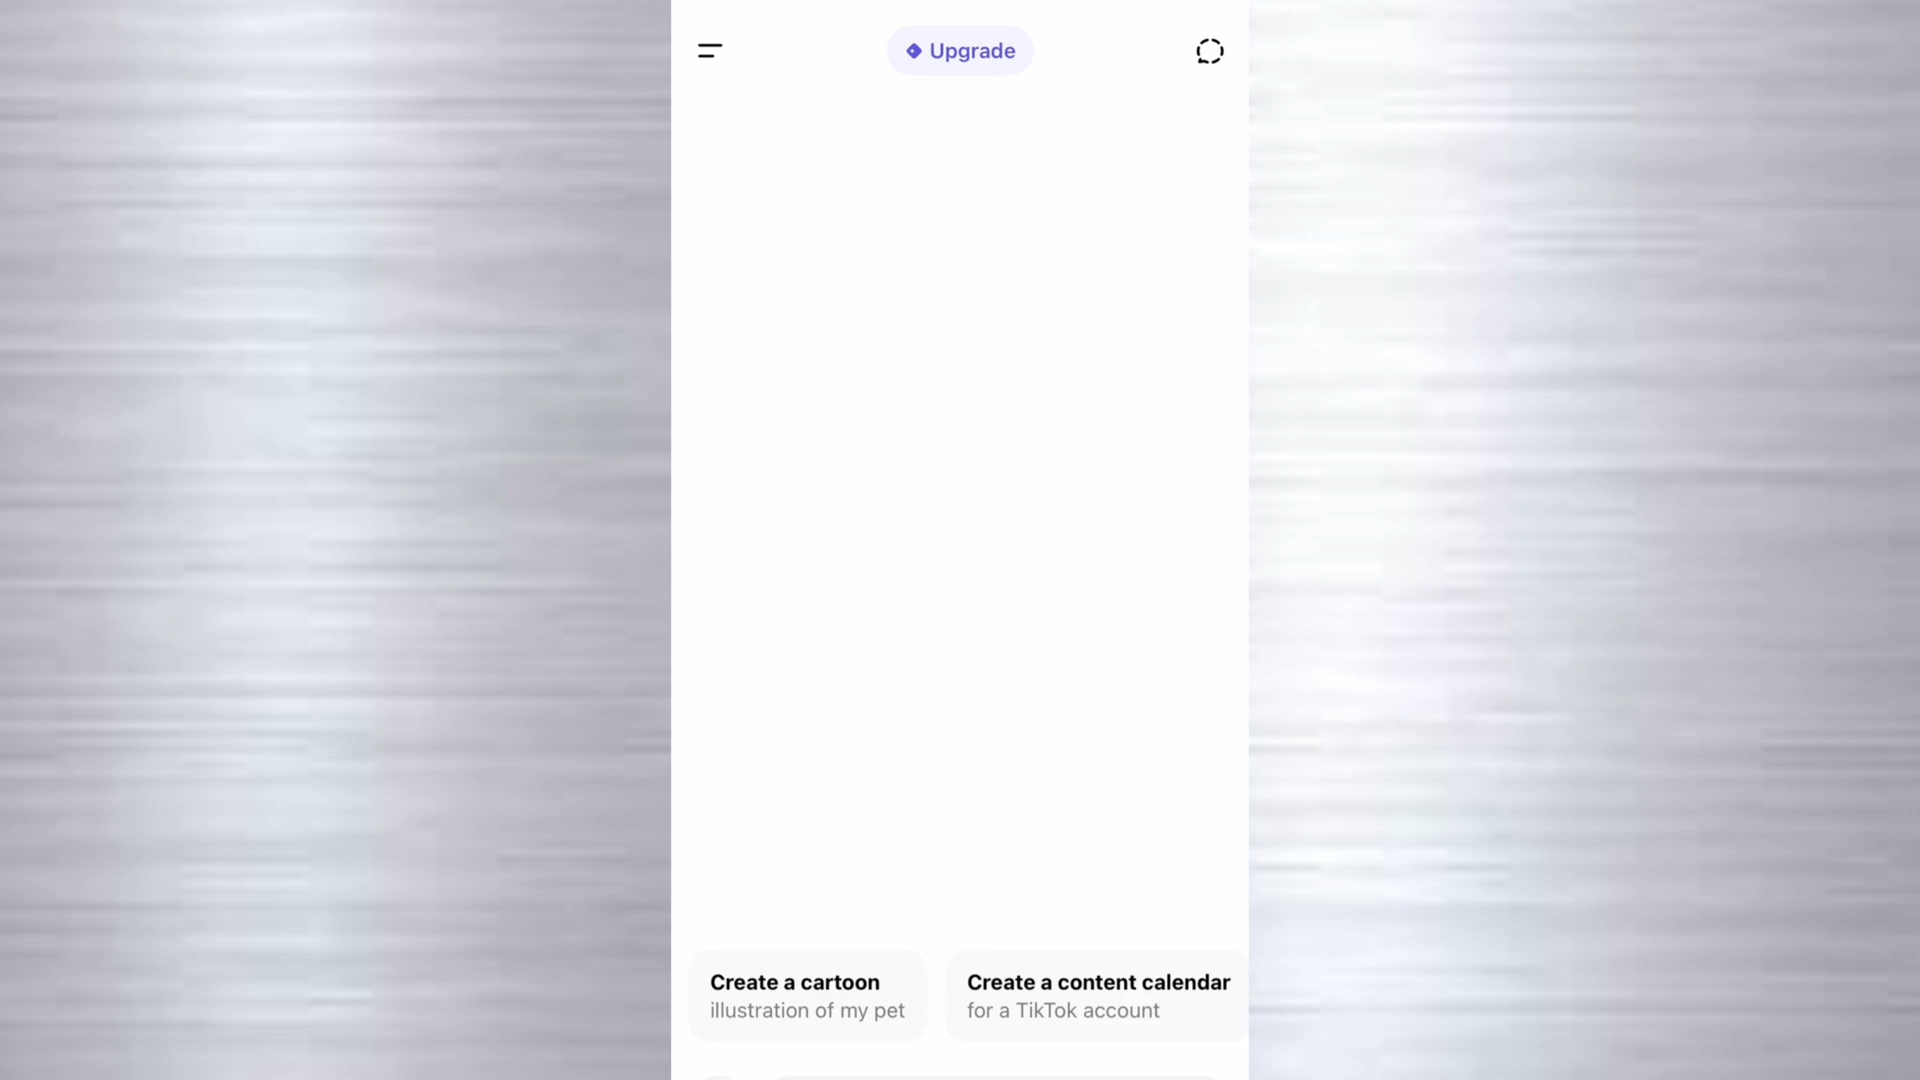 Upgrade
Create a cartoon
illustration of my pet
Create a content calendar
for a TikTok account